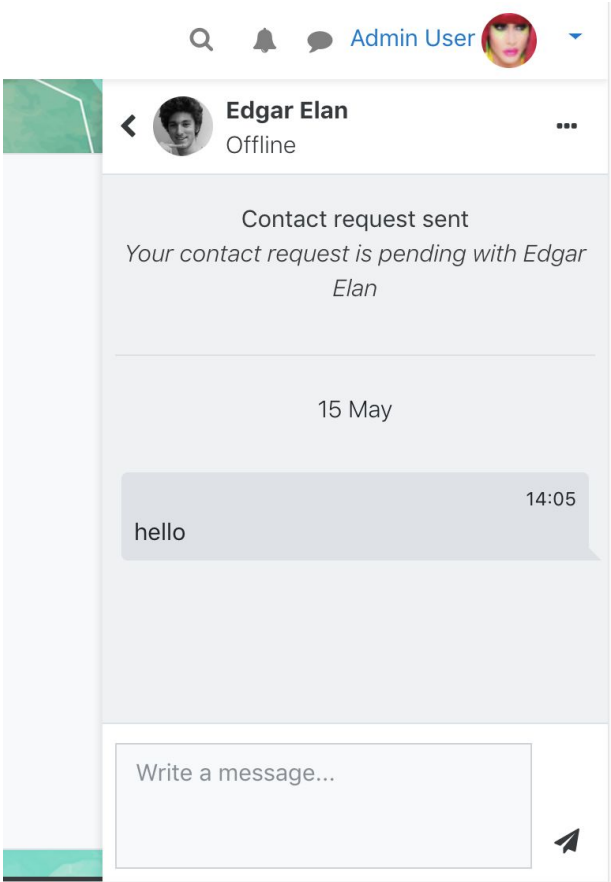 Admin User
Edgar Elan
Offline
Contact request sent
Your contact request is pending with Edgar
Elan
15 May
14:05
hello
Write a message...